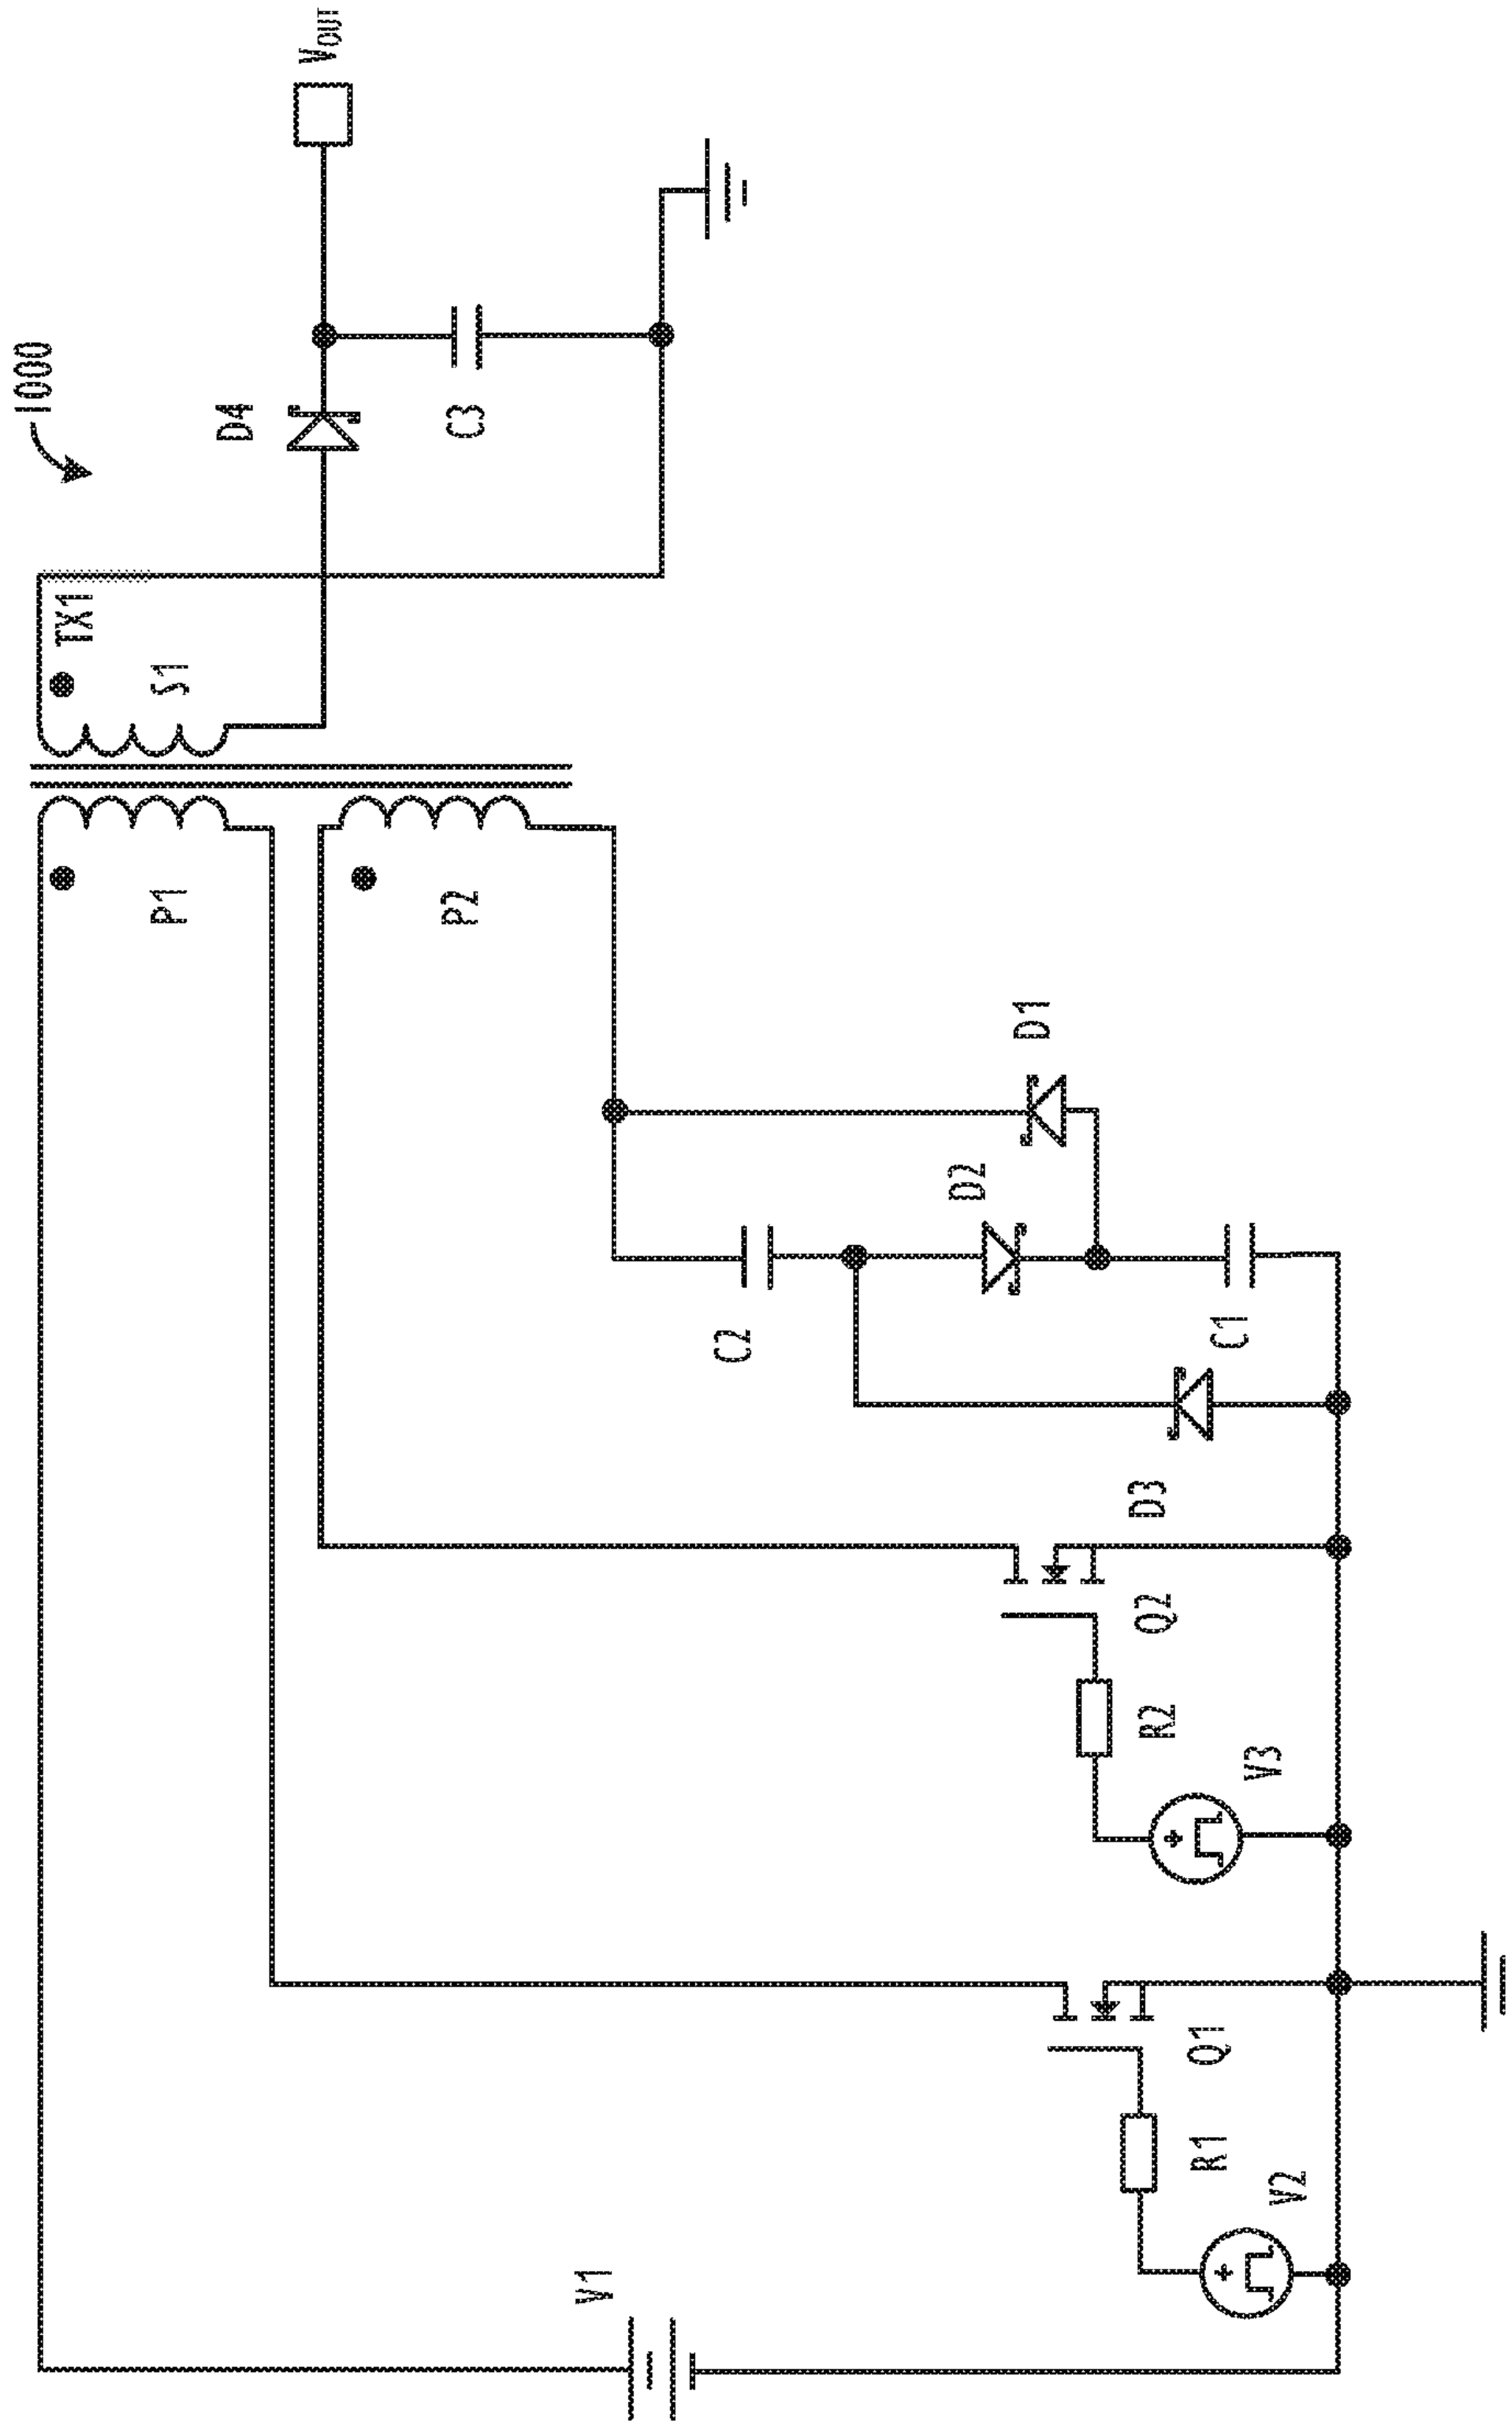 1000
TX1
P1
S1
D4
VOUT
P2
C3
V1
C2
D2
D1
Q2
D3
C1
R2
V3
Q1
R1
V2